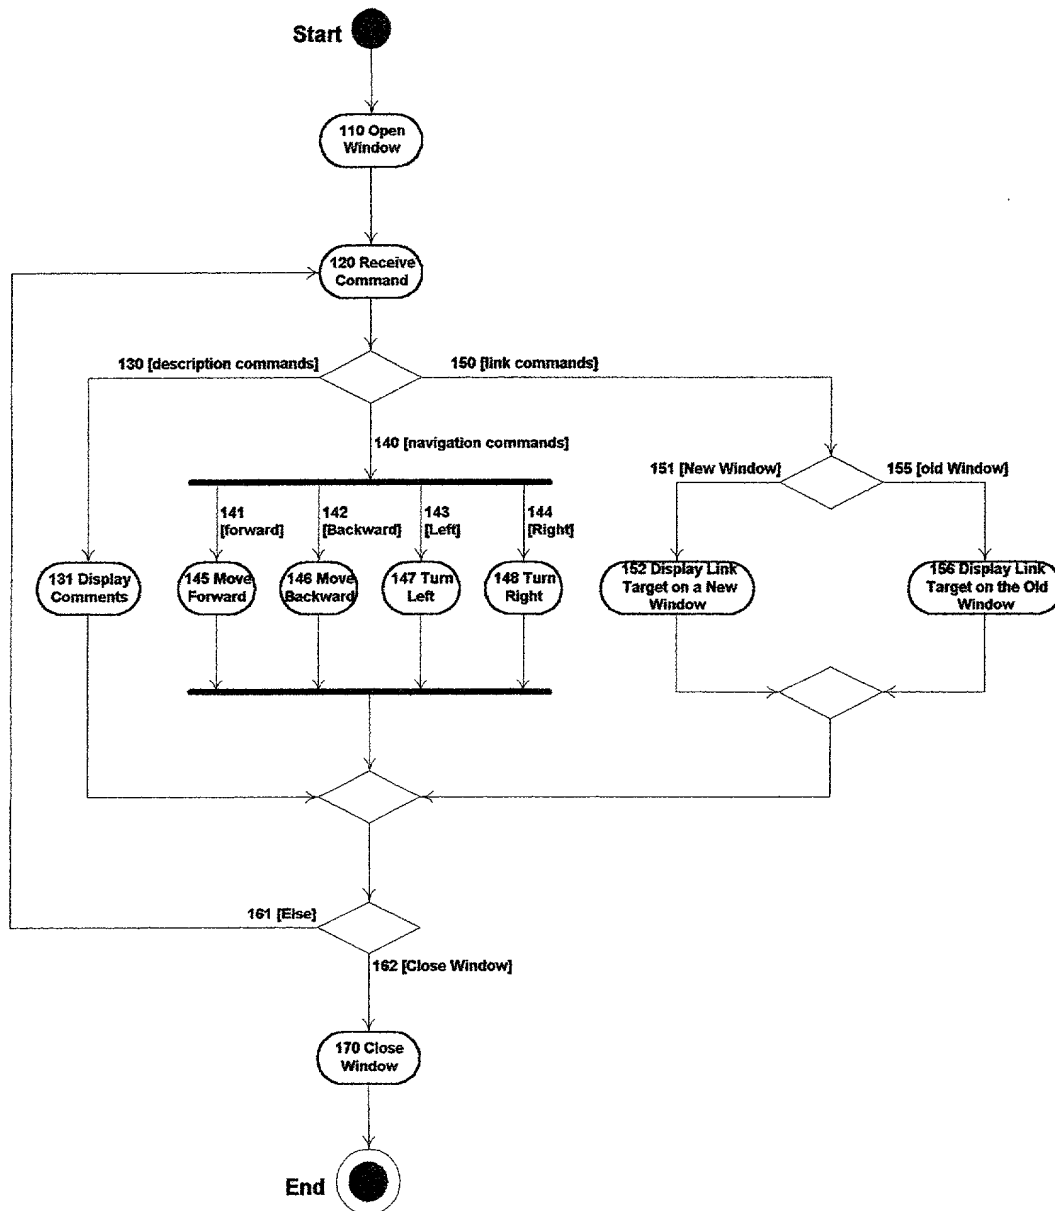 Start
110 Open
Window
120 Receive
Command
130 [description commands]
150 [link commands]
140 [navigation commands]
151 [New Window]
155 [old Window]
141
[forward]
142
[Backward]
143
[Left]
144
[Right]
131 Display
Comments
145 Move
Forward
146 Move
Backward
147 Turn
Left
148 Turn
Right
152 Display Link
Target on a New
Window
156 Display Link
Target on the Old
Window
161 [Else]
162 [Close Window]
170 Close
Window
End